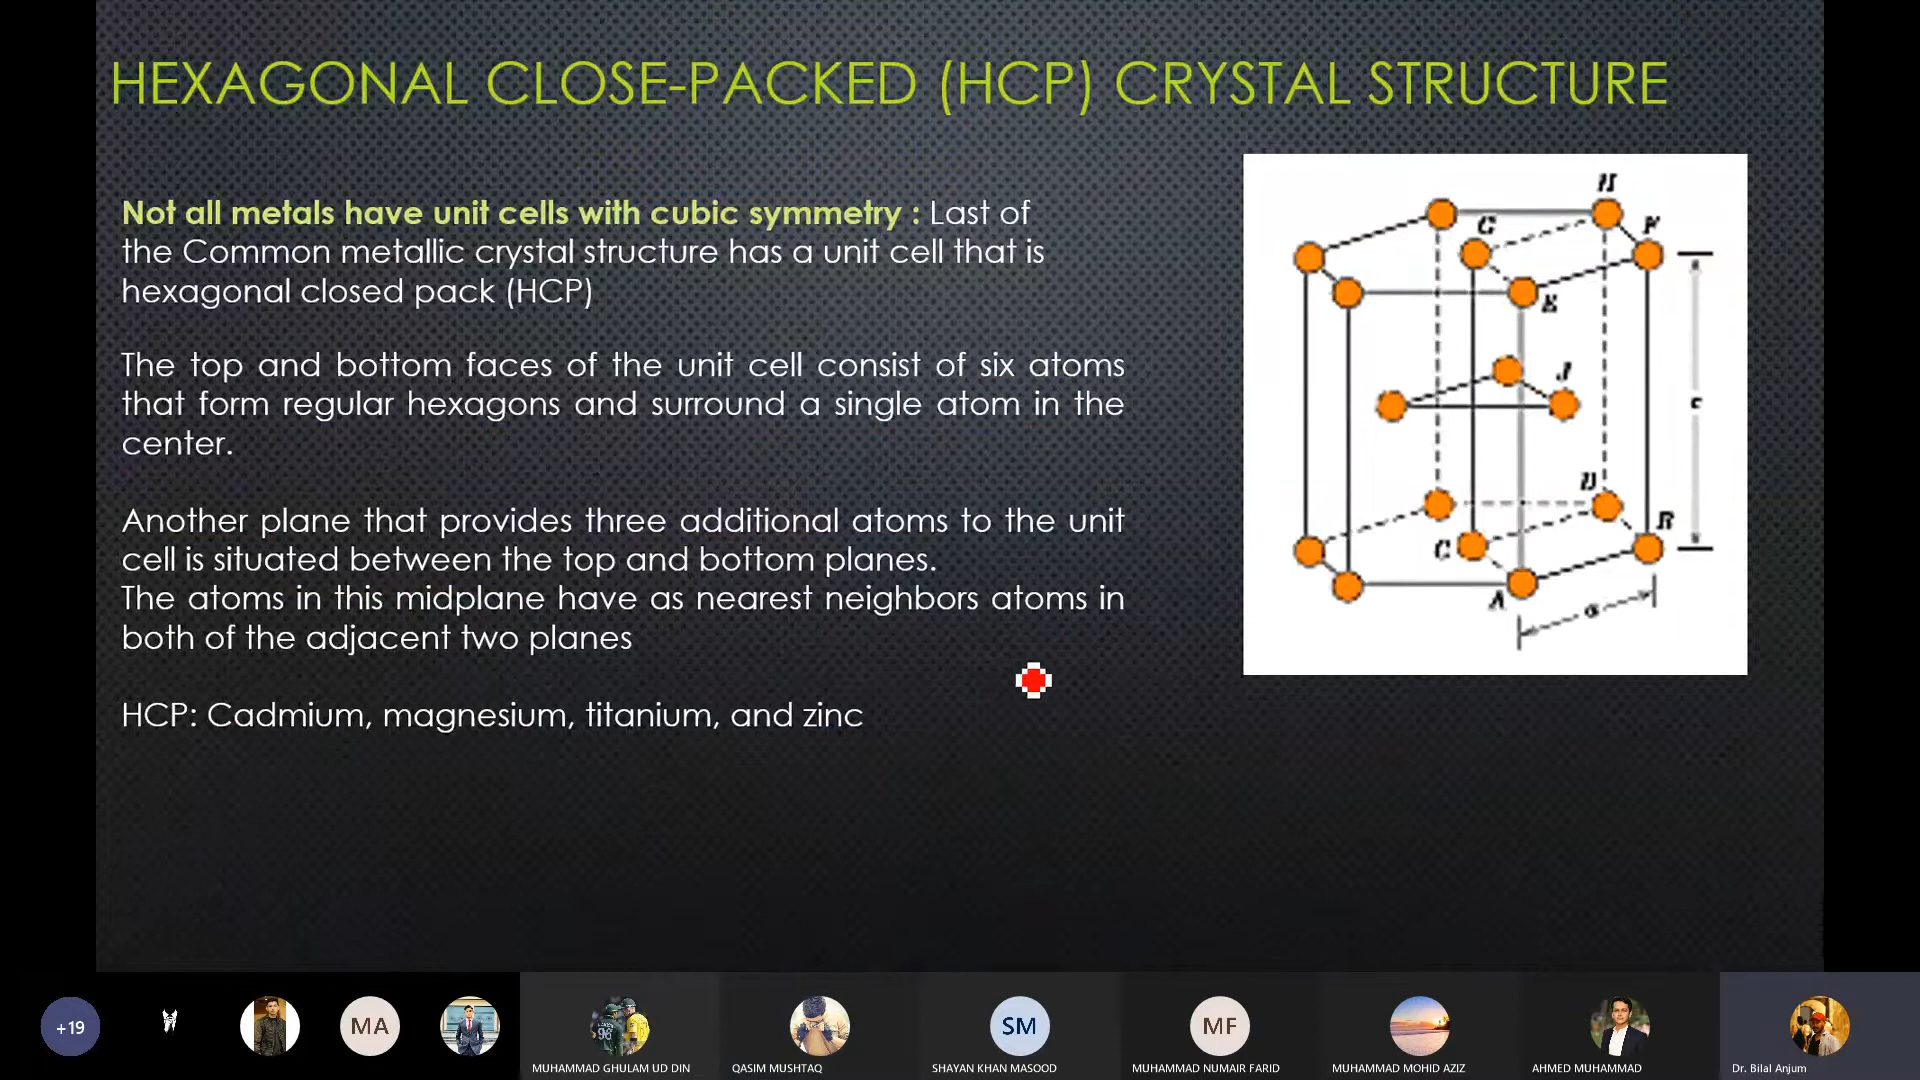 HEXAGONAL CLOSE-PACKED (HCP) CRYSTAL STRUCTURE
Not all metals have unit cells with cubic symmetry : Last of
the Common metallic crystal structure has a unit cell that is
hexagonal closed pack (HCP)
The top and bottom faces of the unit cell consist of six atoms
that form regular hexagons and surround a single atom in the
center.
Another plane that provides three additional atoms to the unit
cell is situated between the top and bottom planes.
The atoms in this midplane have as nearest neighbors atoms in
both of the adjacent two planes
HCP: Cadmium, magnesium, titanium, and zinc
H
G
F
E
J
c
D
B
C
A
a
+19
MA
96
SM
MF
MUHAMMAD GHULAM UD DIN
QASIM MUSHTAQ
SHAYAN KHAN MASOOD
MUHAMMAD NUMAIR FARID
MUHAMMAD MOHID AZIZ
AHMED MUHAMMAD
Dr. Bilal Anjum